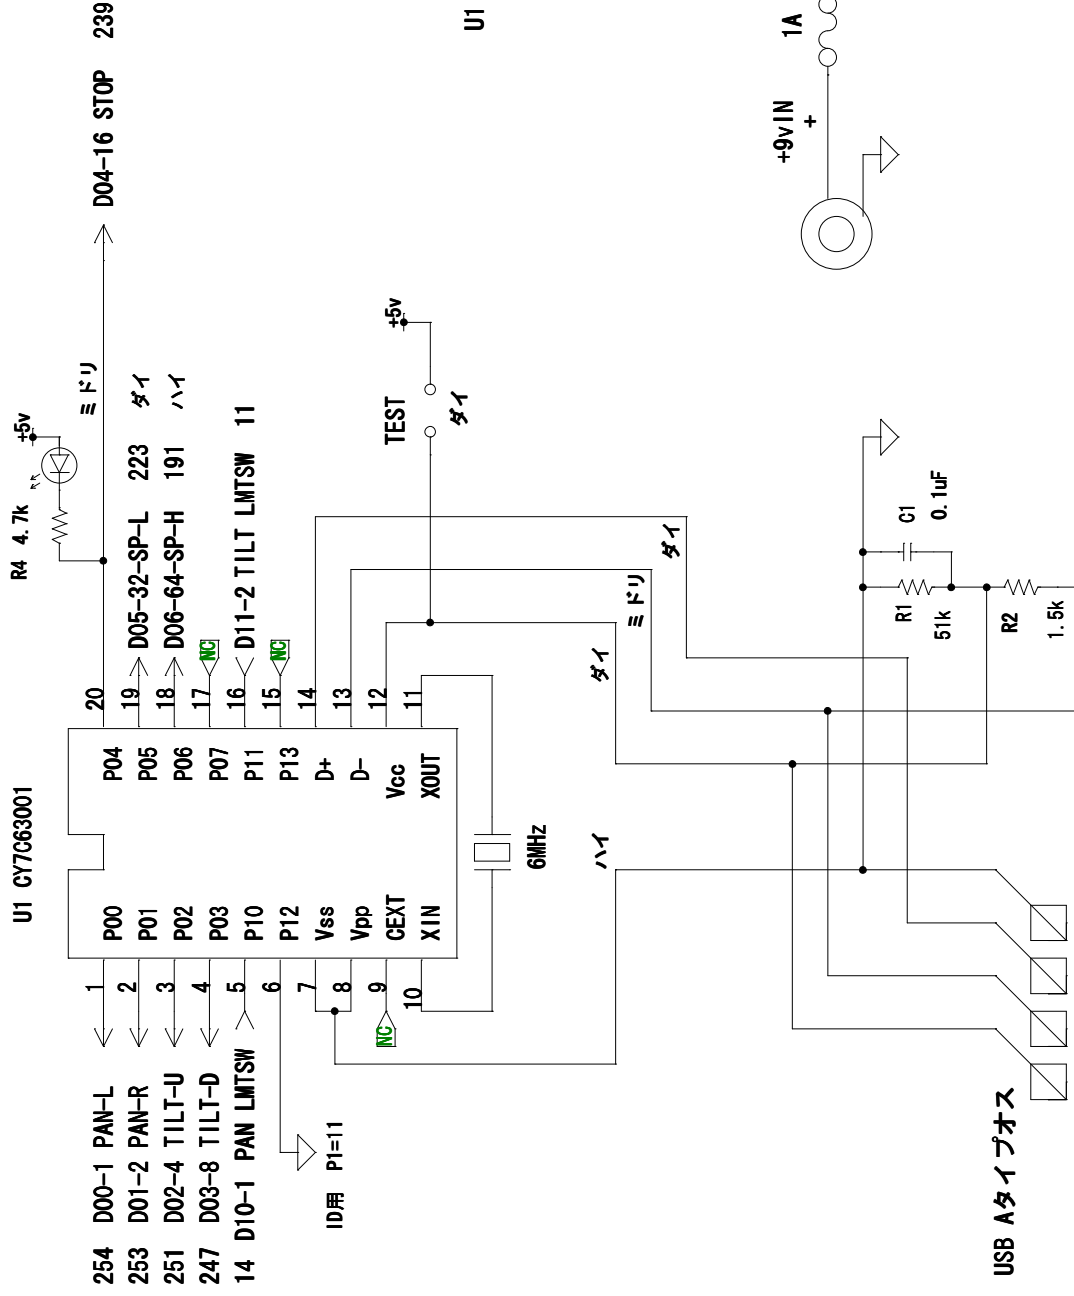 U1 CY7C63001
254 D00-1 PAN-L
253 D01-2 PAN-R
251 D02-4 TILT-U
247 D03-8 TILT-D
14 D10-1 PAN LMTSW
ID用 P1=11
1
2
3
4
5
6
7
8
9
10
NC
P00
P01
P02
P03
P10
P12
Vss
Vpp
CEXT
XIN
P04
P05
P06
P07
P11
P13
D+
D-
Vcc
XOUT
20
19
18
17
16
15
14
13
12
11
6MHz
R4 4.7k
+5v
ミドリ
D04-16 STOP 239
D05-32-SP-L 223 ダイ
D06-64-SP-H 191 ハイ
NC
D11-2 TILT LMTSW 11
NC
TEST
ダイ
+5v
U1
ハイ
ダイ
ミドリ
ダイ
+9vIN
+
1A
C1
0.1uF
R1
51k
R2
1.5k
USB Aタイプオス